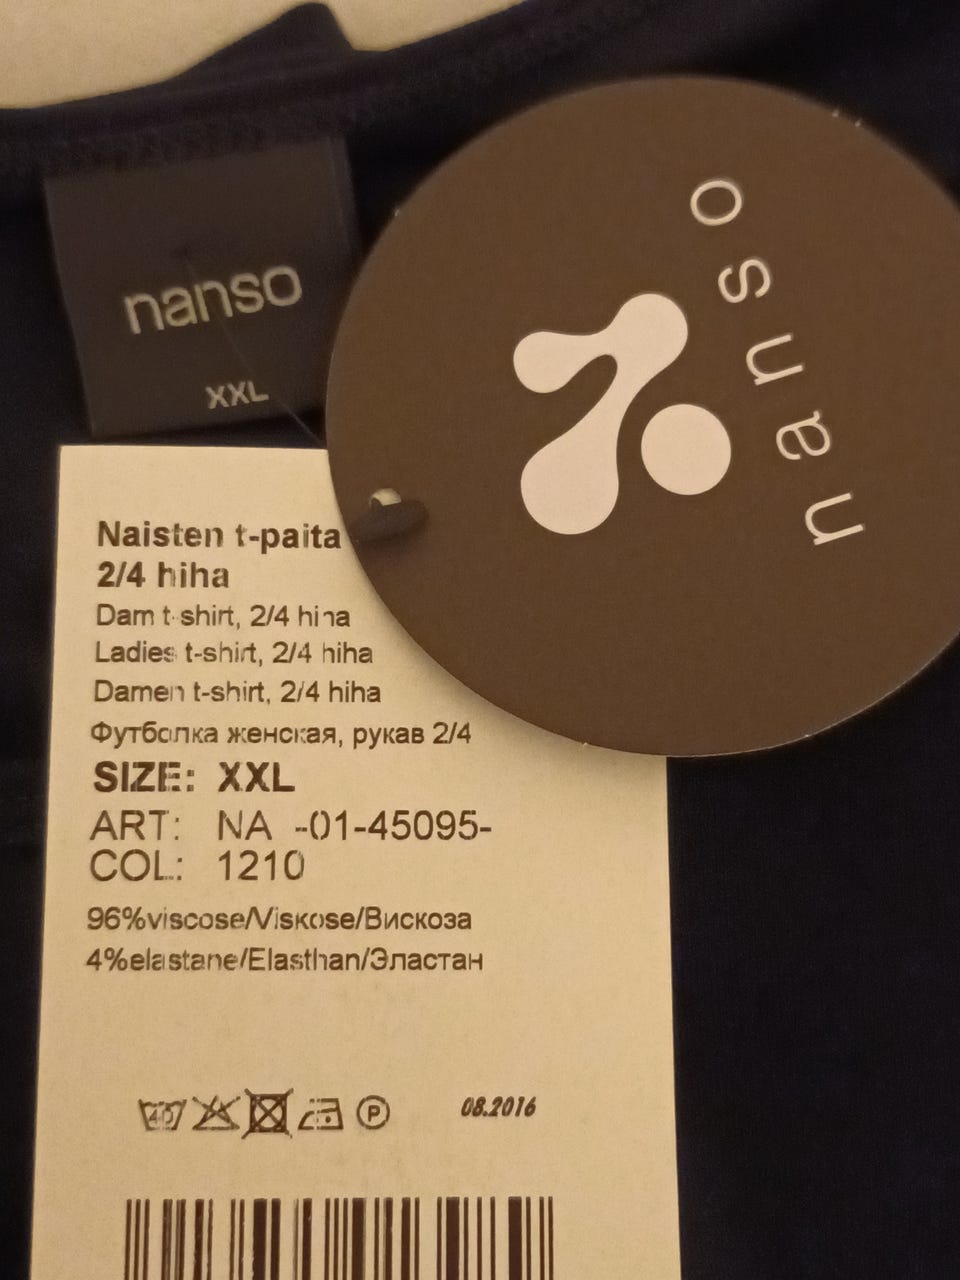 nanso
XXL
nanso
Naisten t-paita
2/4 hiha
Dam t-shirt, 2/4 hiha
Ladies t-shirt, 2/4 hiha
Damen t-shirt, 2/4 hiha
Футболка женская, рукав 2/4
SIZE: XXL
ART: NA -01-45095-
COL: 1210
96%viscose/Viskose/Вискоза
4%elastane/Elasthan/Эластан
40 P 08.2016